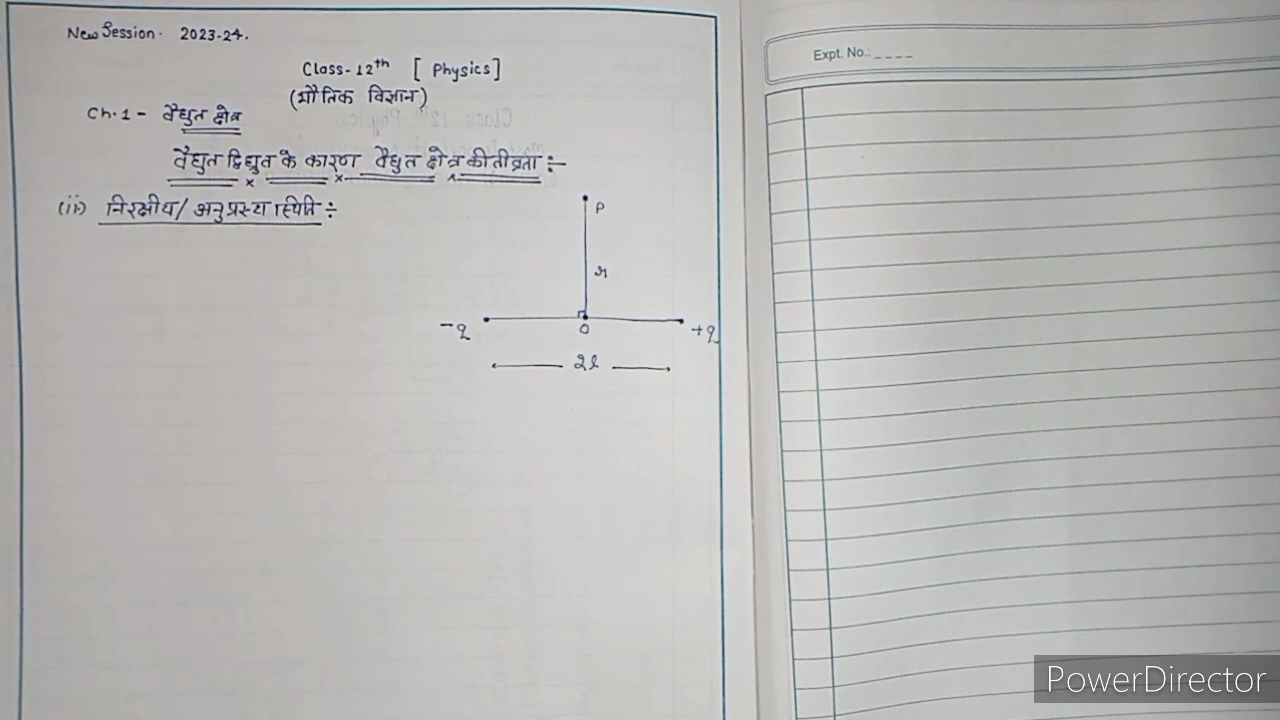 New Session - 2023-24.
Class-12th [Physics]
(भौतिक विज्ञान)
Ch.1 - वैद्युत क्षेत्र
वैद्युत द्विध्रुव के कारण वैद्युत क्षेत्र की तीव्रता :-
(ii) निरक्षीय/अनुप्रस्थ स्थिति ÷
P
r
-q
O
+q
2l
Expt. No.: ____
PowerDirector